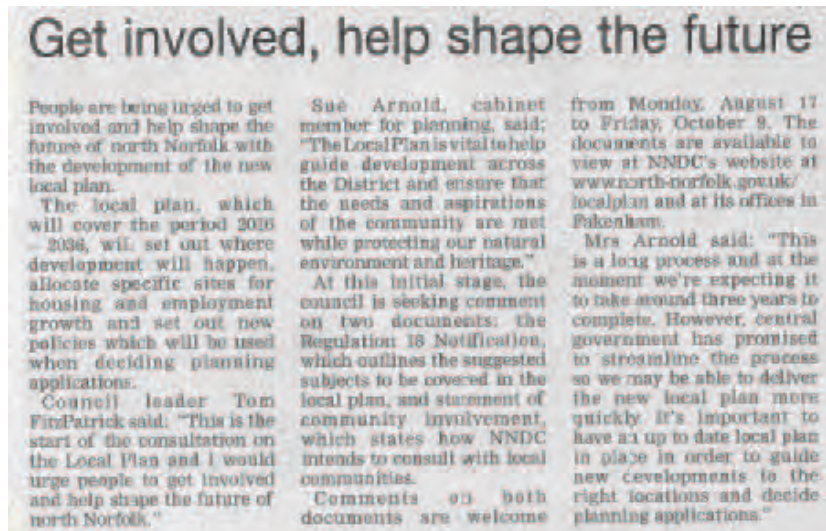 Get involved, help shape the future
People are being urged to get
involved and help shape the
future of north Norfolk with
the development of the new
local plan.
The local plan, which
will cover the period 2016
– 2036, will set out where
development will happen,
allocate specific sites for
housing and employment
growth and set out new
policies which will be used
when deciding planning
applications.
Council leader Tom
FitzPatrick said: "This is the
start of the consultation on
the Local Plan and I would
urge people to get involved
and help shape the future of
north Norfolk."
Sue Arnold, cabinet
member for planning, said:
"The Local Plan is vital to help
guide development across
the District and ensure that
the needs and aspirations
of the community are met
while protecting our natural
environment and heritage."
At this initial stage, the
council is seeking comment
on two documents: the
Regulation 18 Notification,
which outlines the suggested
subjects to be covered in the
local plan, and statement of
community involvement,
which states how NNDC
intends to consult with local
communities.
Comments on both
documents are welcome
from Monday, August 17
to Friday, October 9. The
documents are available to
view at NNDC's website at
www.north-norfolk.gov.uk/
localplan and at its offices in
Fakenham.
Mrs Arnold said: "This
is a long process and at the
moment we're expecting it
to take around three years to
complete. However, central
government has promised
to streamline the process
so we may be able to deliver
the new local plan more
quickly. It's important to
have an up to date local plan
in place in order to guide
new developments to the
right locations and decide
planning applications."